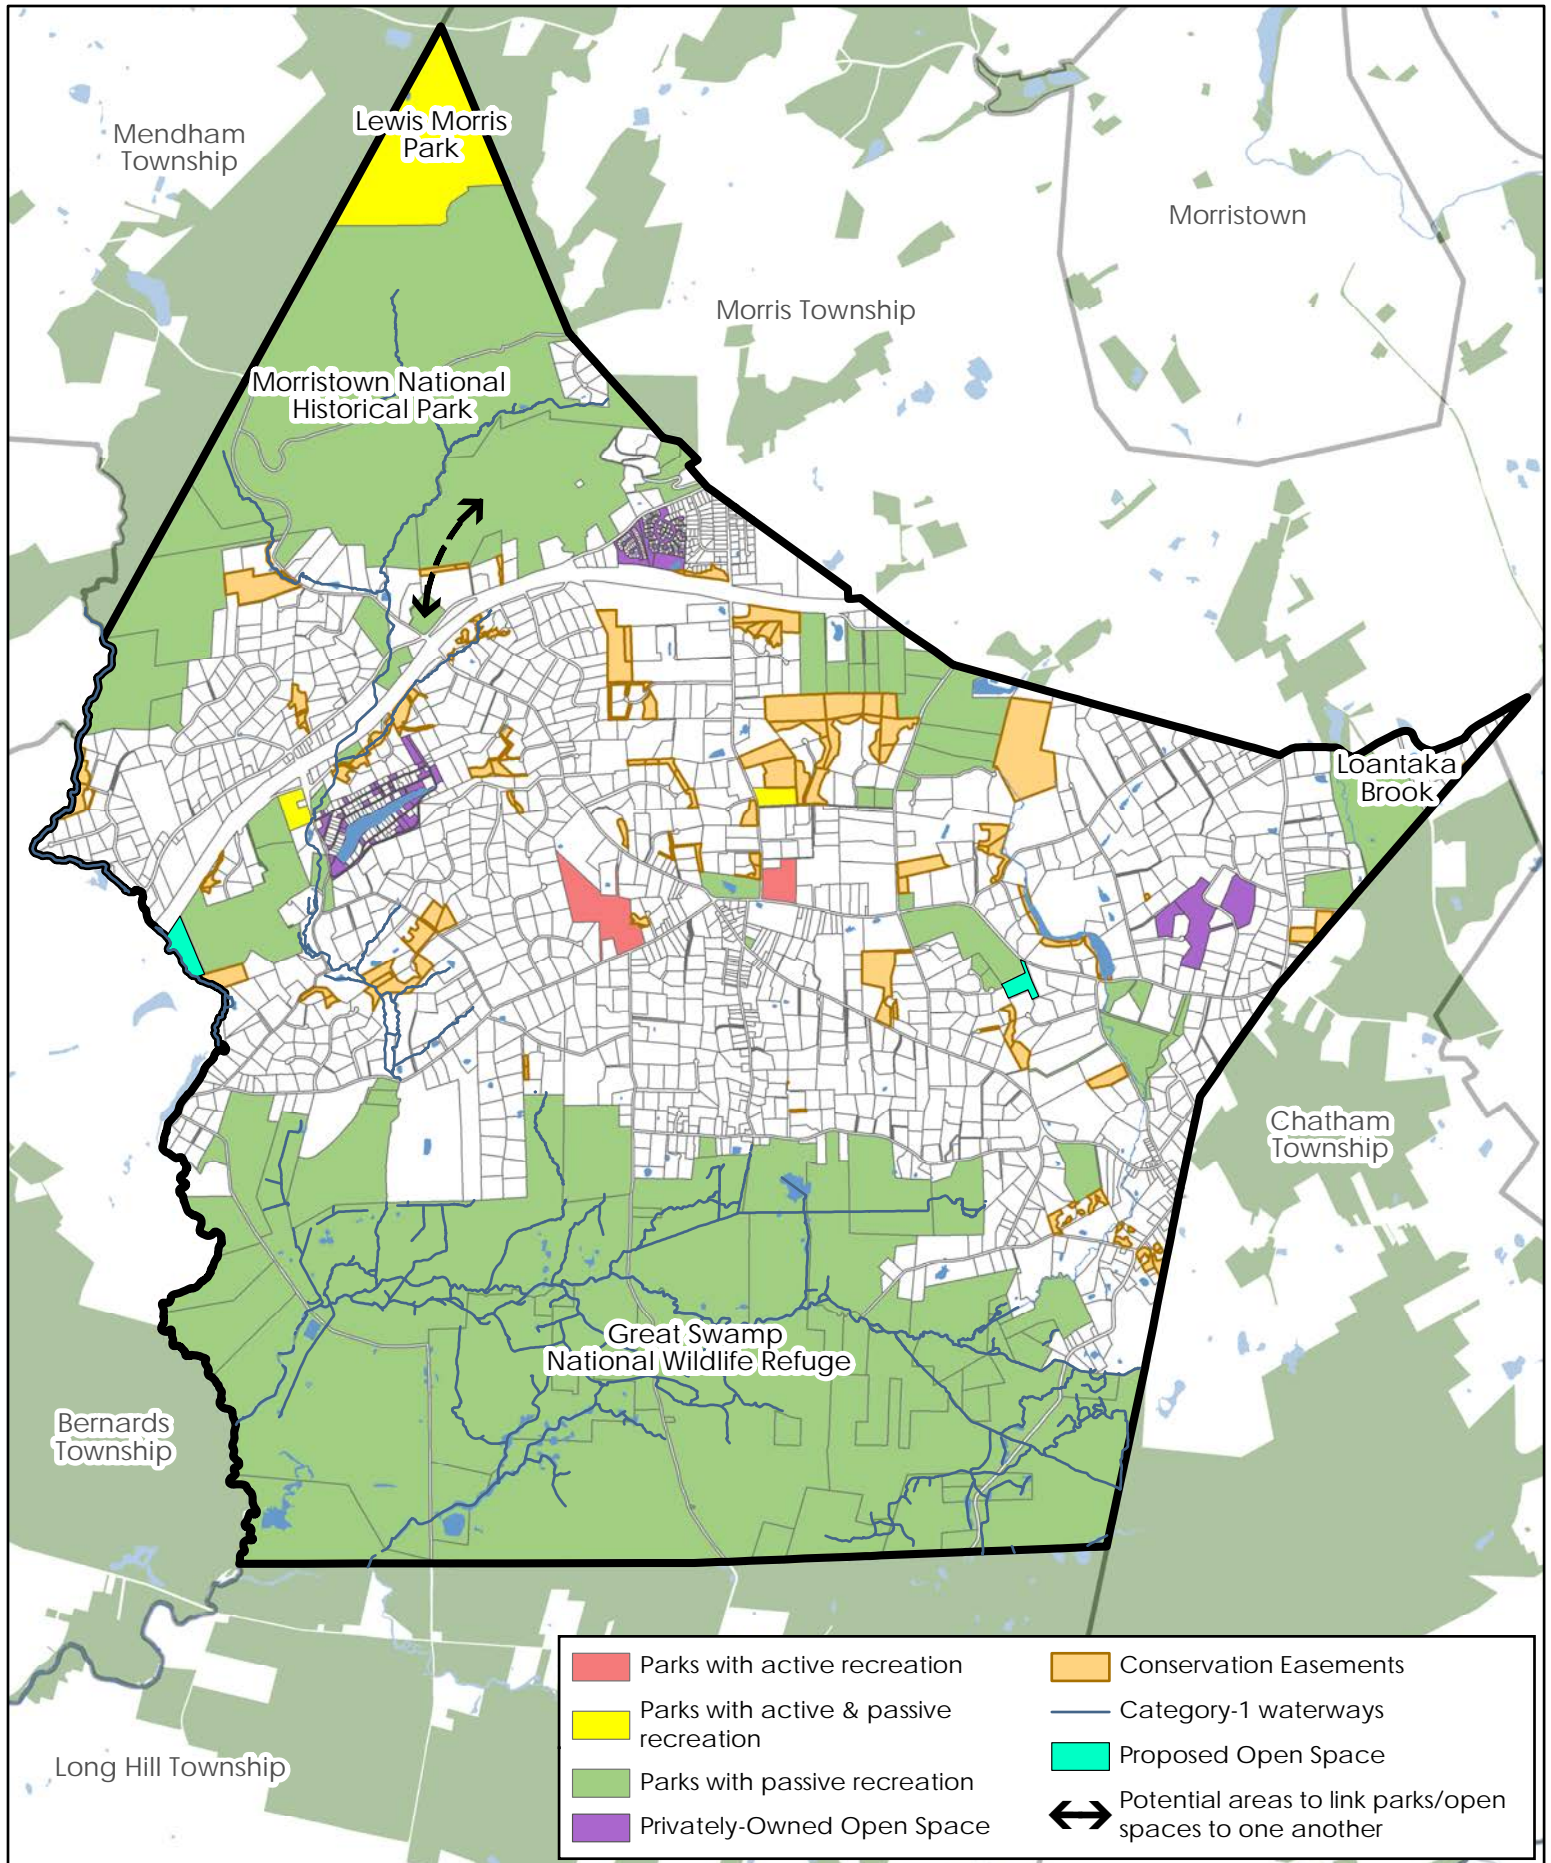 Lewis Morris
Park
Mendham
Township
Morristown
Morris Township
Morristown National
Historical Park
Loantaka
Brook
Chatham
Township
Great Swamp
National Wildlife Refuge
Bernards
Township
Long Hill Township
Parks with active recreation
Parks with active & passive
recreation
Parks with passive recreation
Privately-Owned Open Space
Conservation Easements
Category-1 waterways
Proposed Open Space
Potential areas to link parks/open
spaces to one another